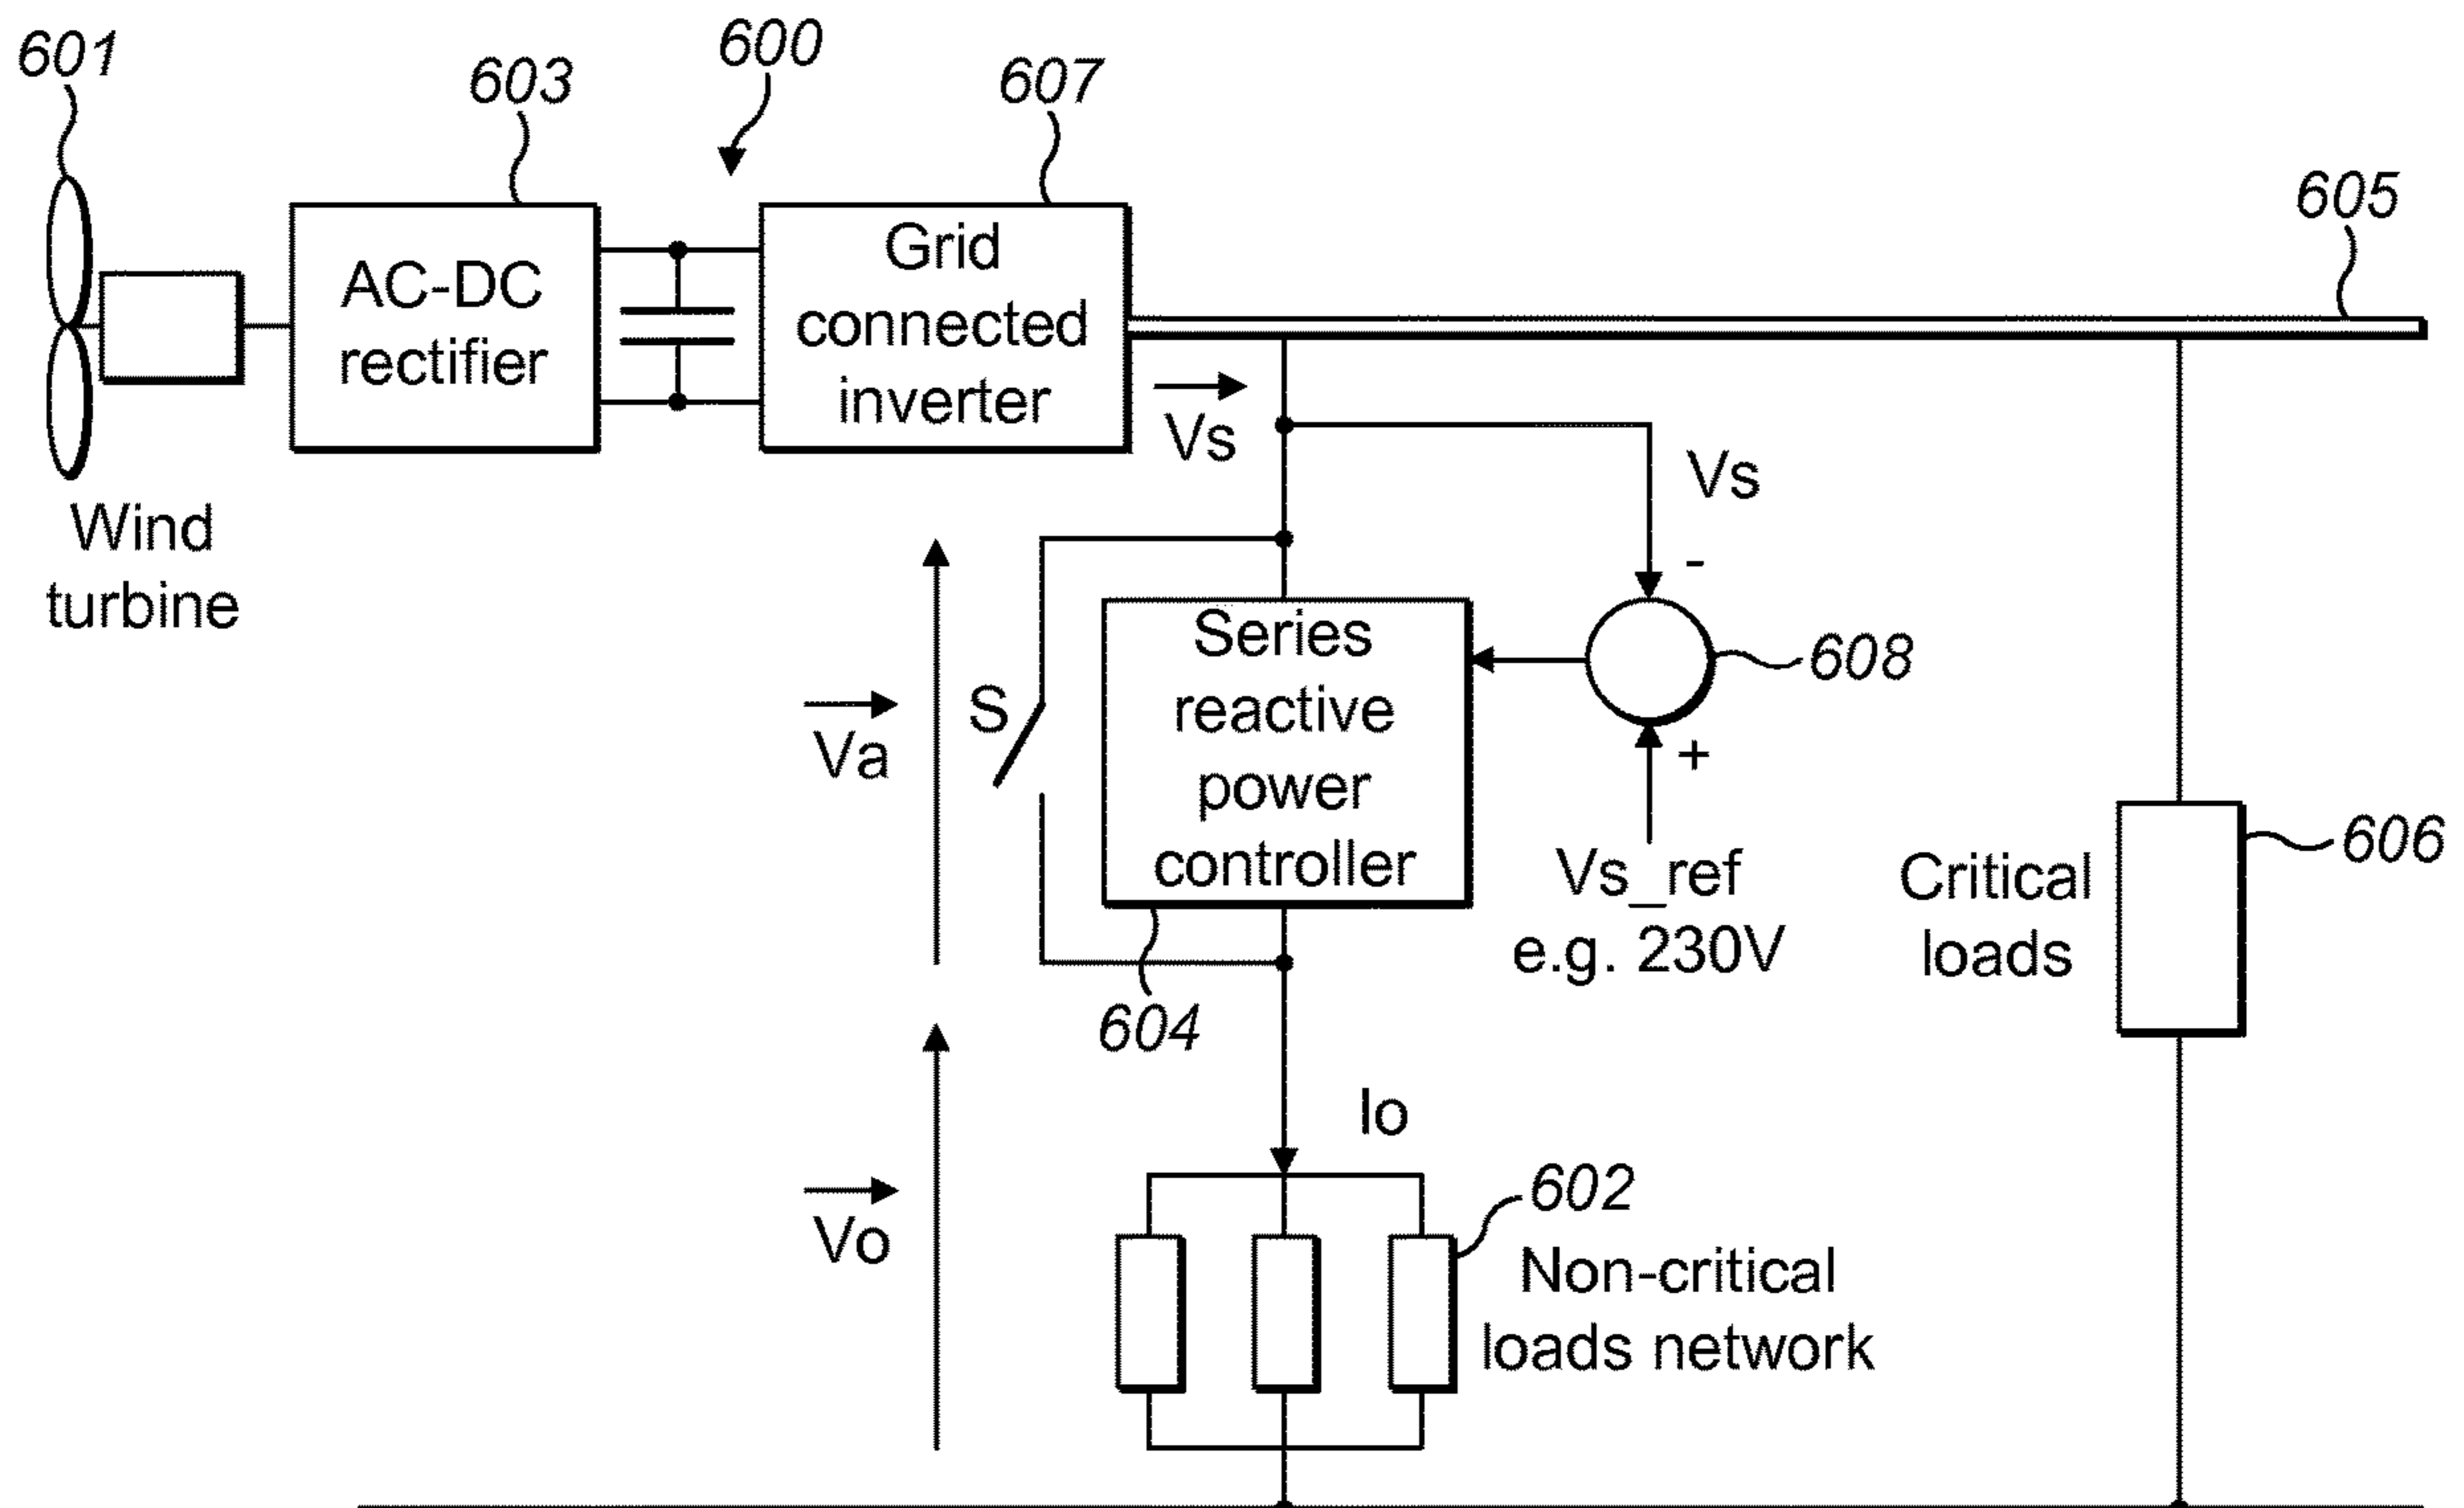 601
603
600
607
605
AC-DC
rectifier
Grid
connected
inverter
Vs
Vs
Wind
turbine
-
Series
reactive
power
controller
608
S
Va
+
Vs_ref
e.g. 230V
Critical
loads
606
604
Io
602
Vo
Non-critical
loads network